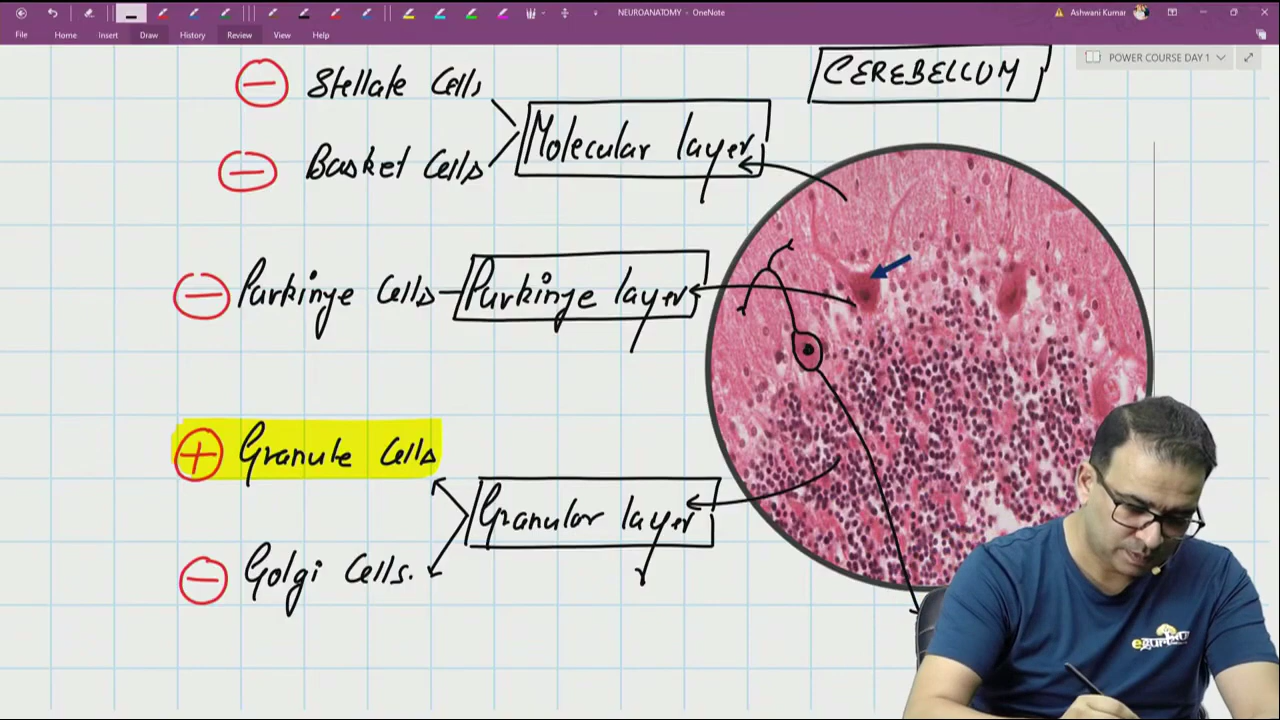 NEUROANATOMY - OneNote
Ashwani Kumar
File Home Insert Draw History Review View Help
POWER COURSE DAY 1
CEREBELLUM
Stellate Cells
Molecular layer
Basket Cells
Purkinje Cells
Purkinje layer
Granule Cells
Granular layer
Golgi Cells.